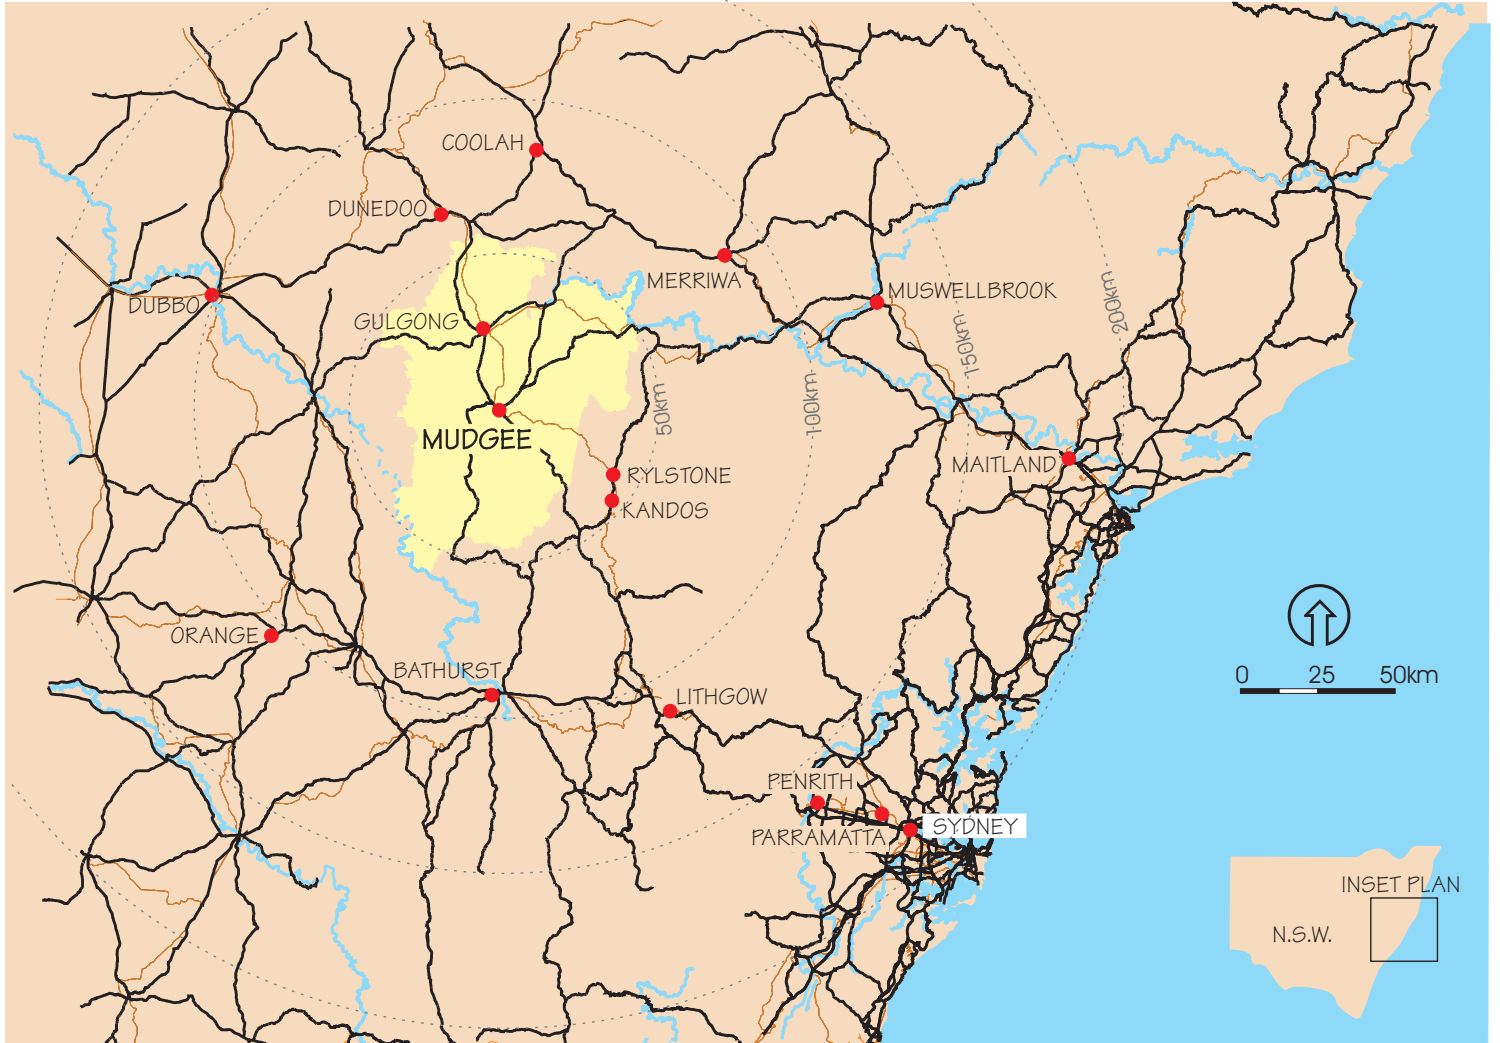 COOLAH
DUNEDOO
MERRIWA
MUSWELLBROOK
DUBBO
GULGONG
200km
150km
100km
50km
MUDGEE
MAITLAND
RYLSTONE
KANDOS
ORANGE
BATHURST
LITHGOW
0 25 50km
PENRITH
PARRAMATTA
SYDNEY
INSET PLAN
N.S.W.